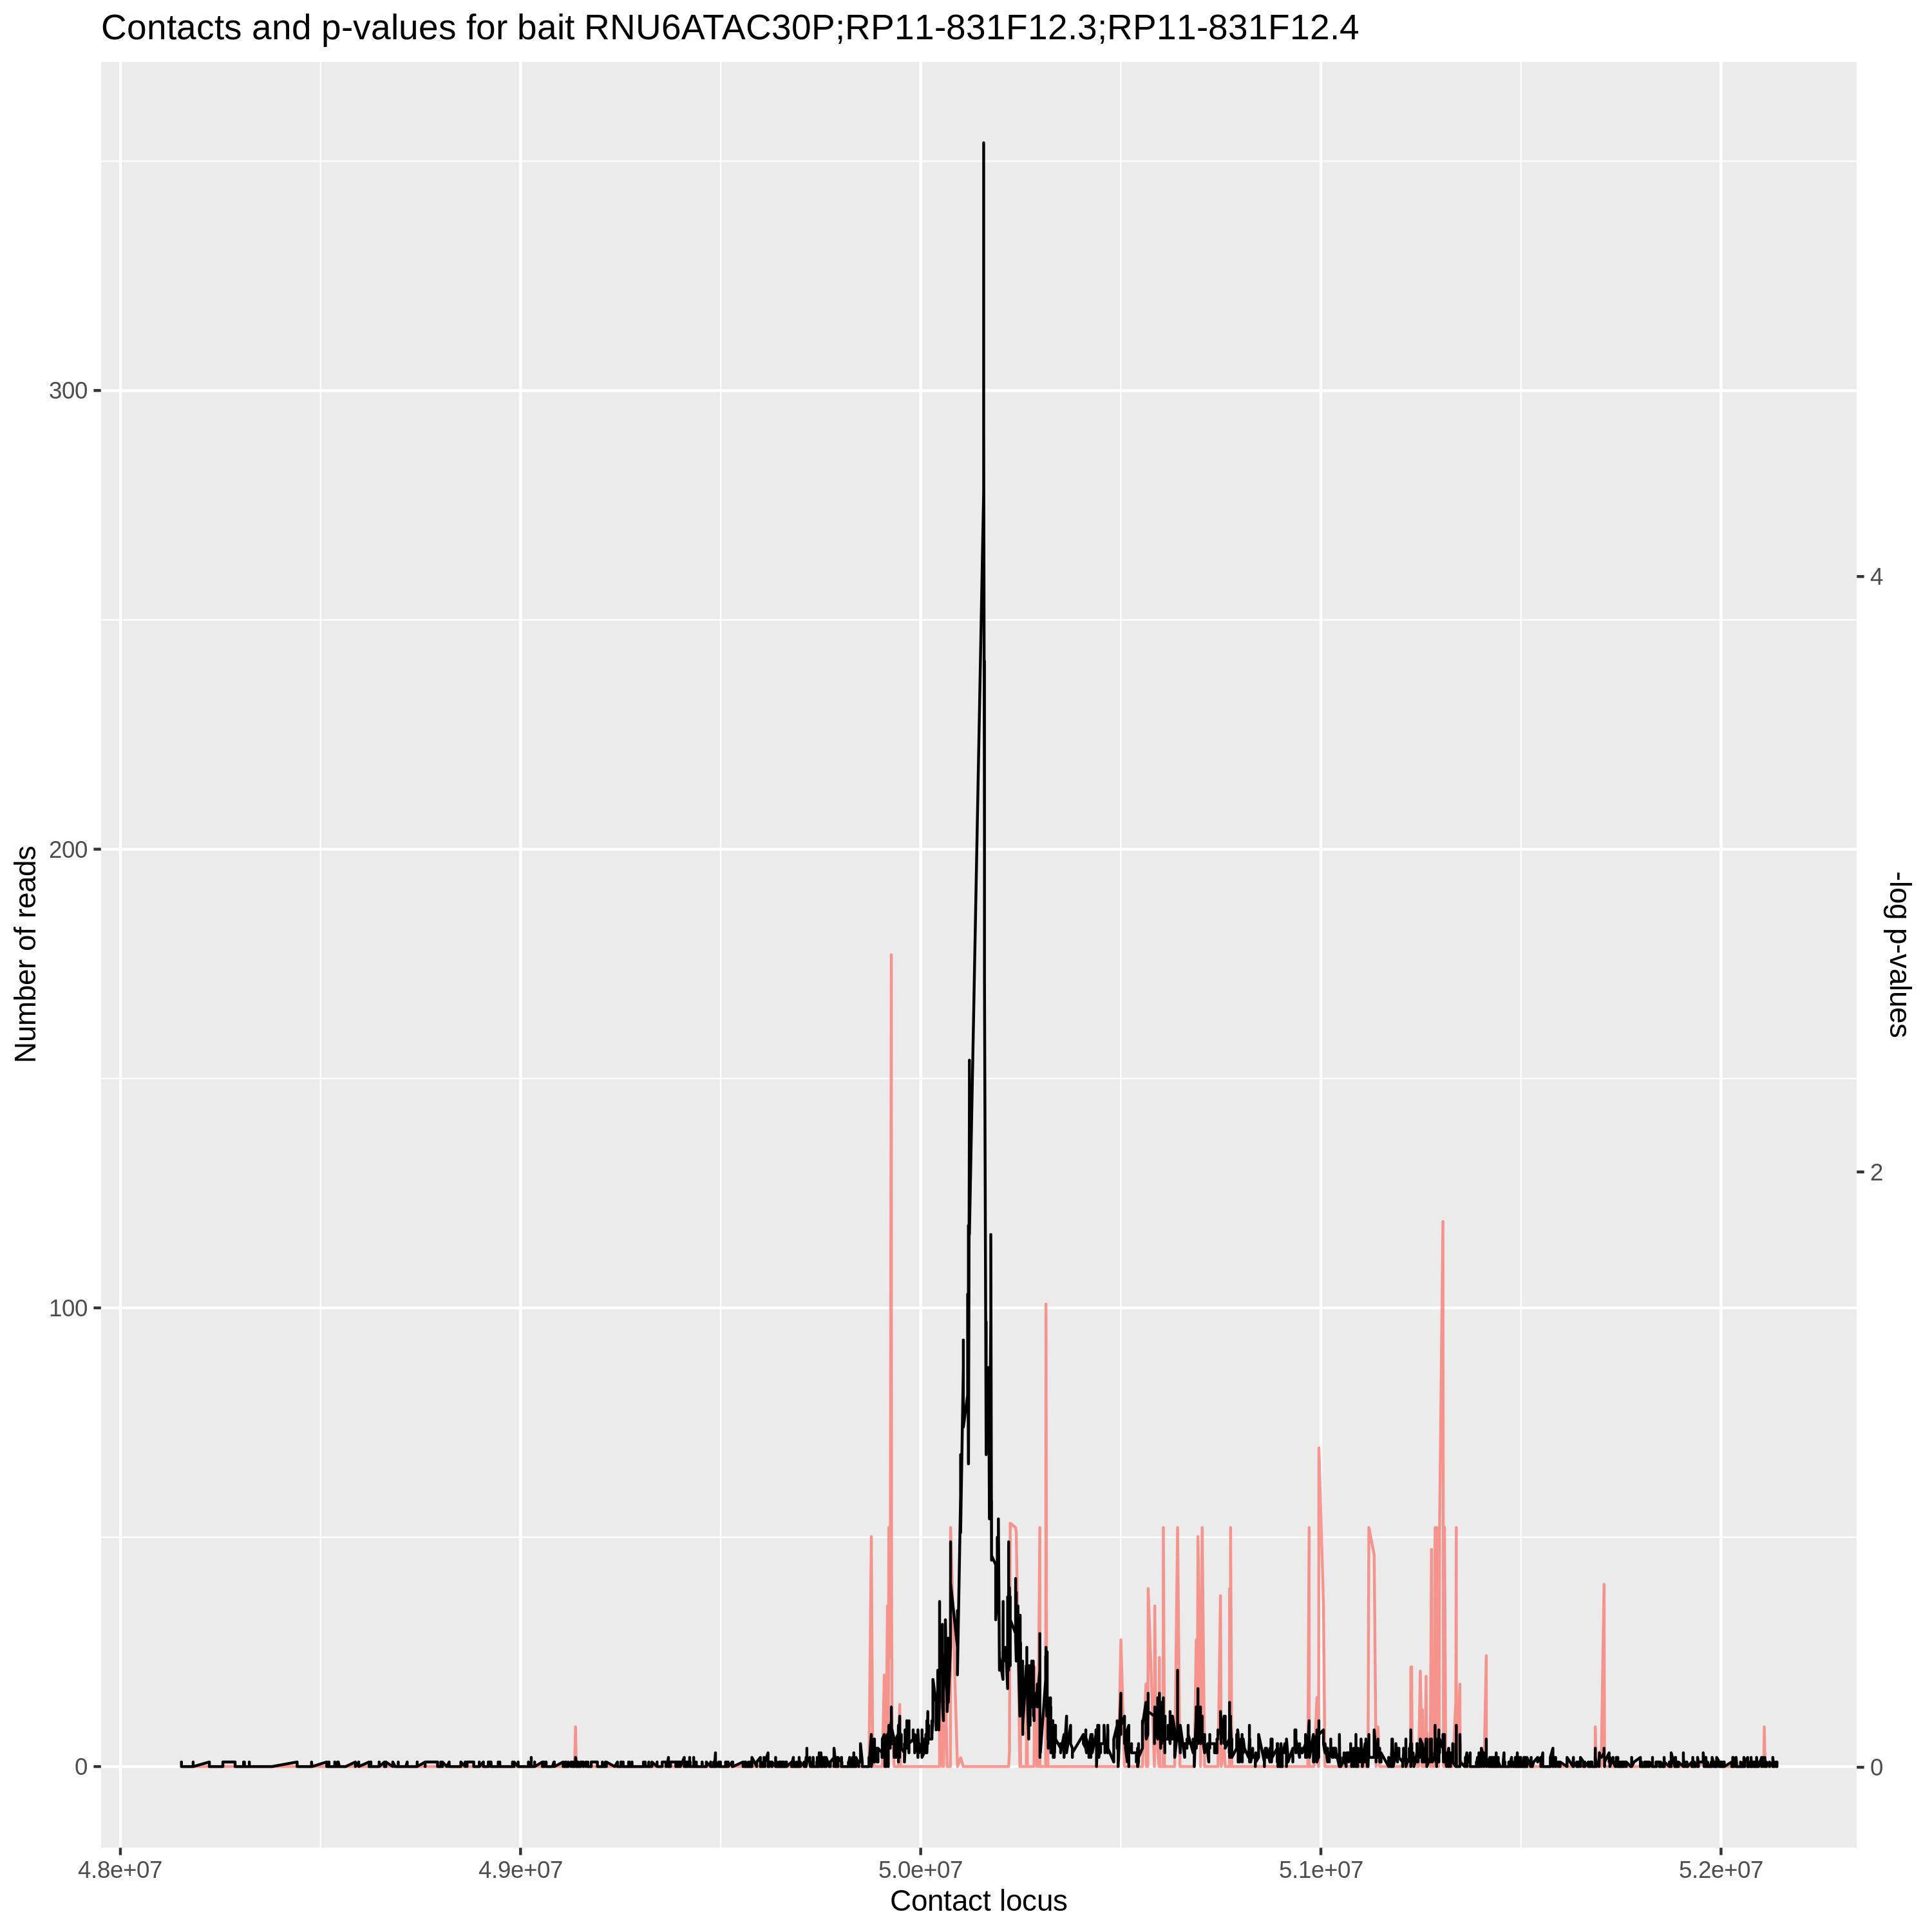 Contacts and p-values for bait RNU6ATAC30P;RP11-831F12.3;RP11-831F12.4
300
200
100
0
Number of reads
4
2
0
-log p-values
4.8e+07
4.9e+07
5.0e+07
5.1e+07
5.2e+07
Contact locus